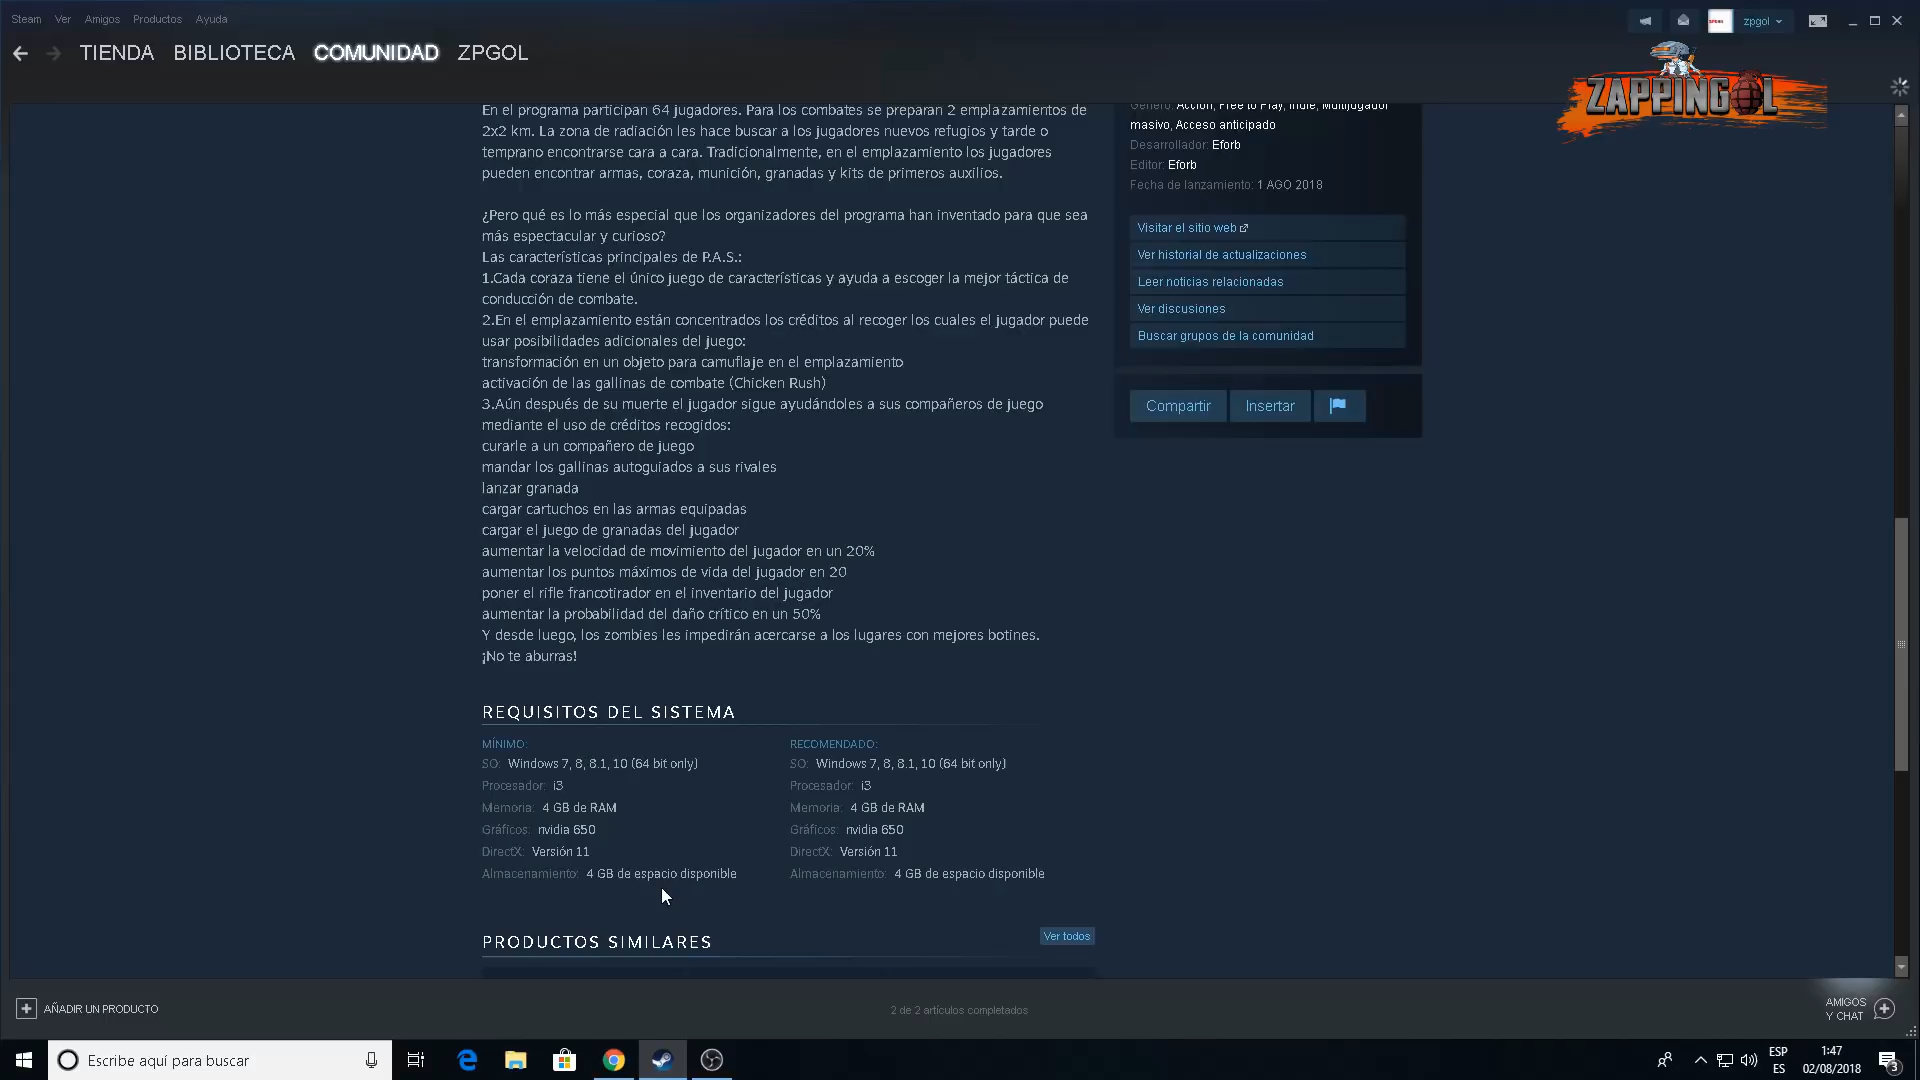 Steam Ver Amigos Productos Ayuda
zpgol
TIENDA BIBLIOTECA COMUNIDAD ZPGOL
ZAPPINGOL
En el programa participan 64 jugadores. Para los combates se preparan 2 emplazamientos de
2x2 km. La zona de radiación les hace buscar a los jugadores nuevos refugios y tarde o
temprano encontrarse cara a cara. Tradicionalmente, en el emplazamiento los jugadores
pueden encontrar armas, coraza, munición, granadas y kits de primeros auxilios.
¿Pero qué es lo más especial que los organizadores del programa han inventado para que sea
más espectacular y curioso?
Las características principales de P.A.S.:
1.Cada coraza tiene el único juego de características y ayuda a escoger la mejor táctica de
conducción de combate.
2.En el emplazamiento están concentrados los créditos al recoger los cuales el jugador puede
usar posibilidades adicionales del juego:
transformación en un objeto para camuflaje en el emplazamiento
activación de las gallinas de combate (Chicken Rush)
3.Aún después de su muerte el jugador sigue ayudándoles a sus compañeros de juego
mediante el uso de créditos recogidos:
curarle a un compañero de juego
mandar los gallinas autoguiados a sus rivales
lanzar granada
cargar cartuchos en las armas equipadas
cargar el juego de granadas del jugador
aumentar la velocidad de movimiento del jugador en un 20%
aumentar los puntos máximos de vida del jugador en 20
poner el rifle francotirador en el inventario del jugador
aumentar la probabilidad del daño crítico en un 50%
Y desde luego, los zombies les impedirán acercarse a los lugares con mejores botines.
¡No te aburras!
Género: Acción, Free to Play, Indie, Multijugador
masivo, Acceso anticipado
Desarrollador: Eforb
Editor: Eforb
Fecha de lanzamiento: 1 AGO 2018
Visitar el sitio web
Ver historial de actualizaciones
Leer noticias relacionadas
Ver discusiones
Buscar grupos de la comunidad
Compartir Insertar
REQUISITOS DEL SISTEMA
MÍNIMO:
SO: Windows 7, 8, 8.1, 10 (64 bit only)
Procesador: i3
Memoria: 4 GB de RAM
Gráficos: nvidia 650
DirectX: Versión 11
Almacenamiento: 4 GB de espacio disponible
RECOMENDADO:
SO: Windows 7, 8, 8.1, 10 (64 bit only)
Procesador: i3
Memoria: 4 GB de RAM
Gráficos: nvidia 650
DirectX: Versión 11
Almacenamiento: 4 GB de espacio disponible
PRODUCTOS SIMILARES
Ver todos
AÑADIR UN PRODUCTO
2 de 2 artículos completados
AMIGOS
Y CHAT
Escribe aquí para buscar
ESP
ES
1:47
02/08/2018
3